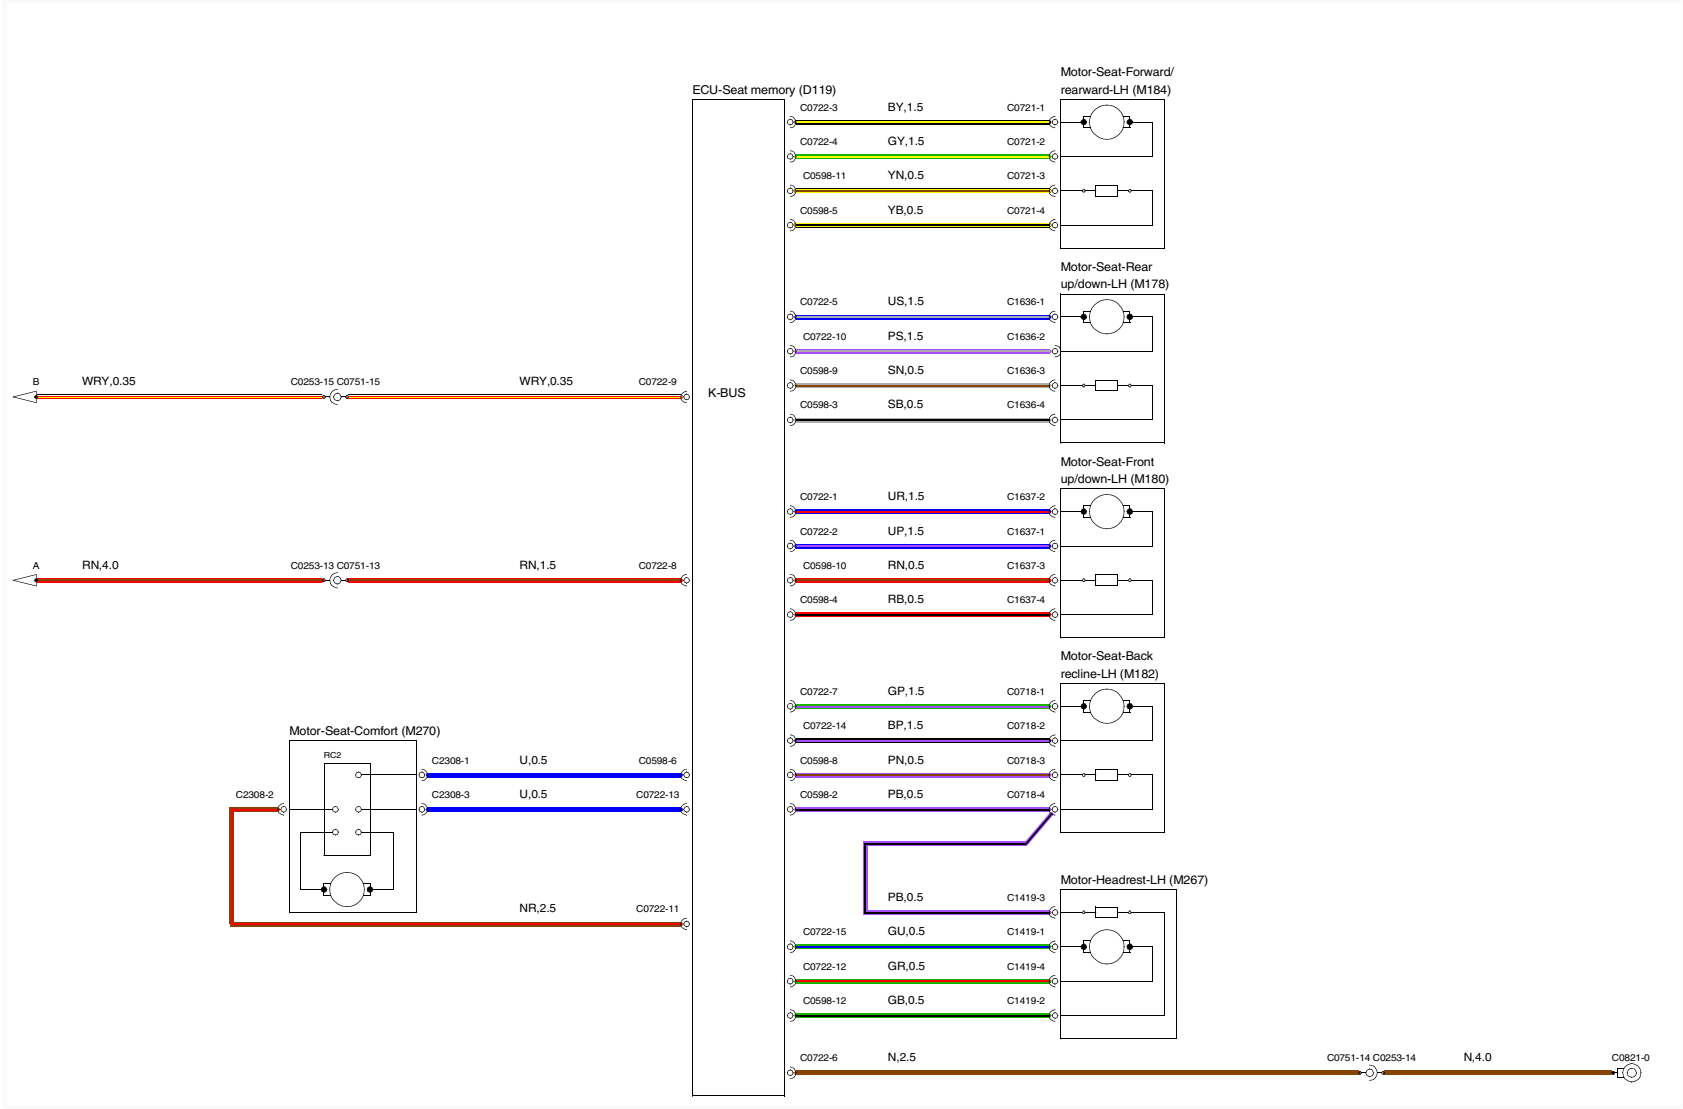 Motor-Seat-Forward/
rearward-LH (M184)
ECU-Seat memory (D119)
C0722-3 BY,1.5 C0721-1
C0722-4 GY,1.5 C0721-2
C0598-11 YN,0.5 C0721-3
C0598-5 YB,0.5 C0721-4
Motor-Seat-Rear
up/down-LH (M178)
C0722-5 US,1.5 C1636-1
C0722-10 PS,1.5 C1636-2
C0598-9 SN,0.5 C1636-3
B WRY,0.35 C0253-15 C0751-15 WRY,0.35 C0722-9
K-BUS
C0598-3 SB,0.5 C1636-4
Motor-Seat-Front
up/down-LH (M180)
C0722-1 UR,1.5 C1637-2
C0722-2 UP,1.5 C1637-1
A RN,4.0 C0253-13 C0751-13 RN,1.5 C0722-8
C0598-10 RN,0.5 C1637-3
C0598-4 RB,0.5 C1637-4
Motor-Seat-Back
recline-LH (M182)
C0722-7 GP,1.5 C0718-1
C0722-14 BP,1.5 C0718-2
Motor-Seat-Comfort (M270)
RC2
C2308-1 U,0.5 C0598-6
C0598-8 PN,0.5 C0718-3
C2308-2
C2308-3 U,0.5 C0722-13
C0598-2 PB,0.5 C0718-4
Motor-Headrest-LH (M267)
PB,0.5 C1419-3
NR,2.5 C0722-11
C0722-15 GU,0.5 C1419-1
C0722-12 GR,0.5 C1419-4
C0598-12 GB,0.5 C1419-2
C0722-6 N,2.5 C0751-14 C0253-14 N,4.0 C0821-0